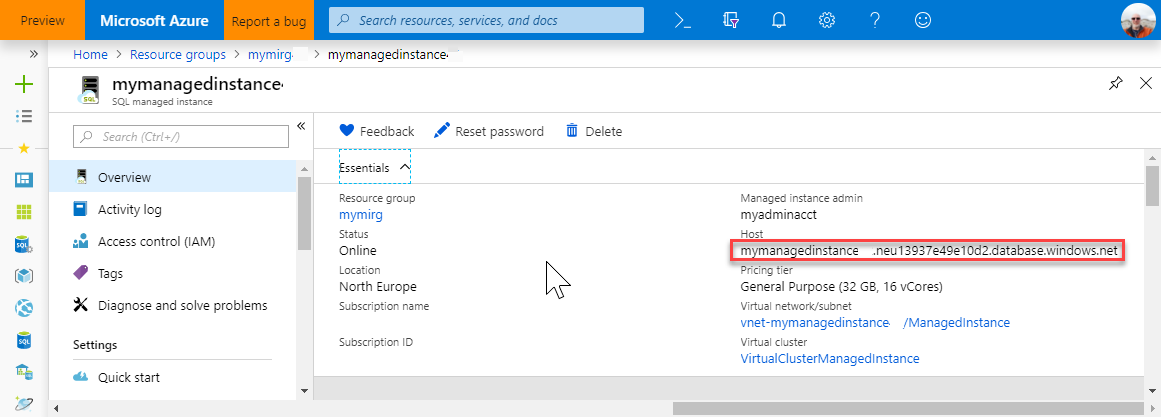 Preview
Microsoft Azure
Report a bug
Search resources, services, and docs
Home > Resource groups > mymirg > mymanagedinstance
mymanagedinstance
SQL managed instance
Search (Ctrl+/)
Overview
Activity log
Access control (IAM)
Tags
Diagnose and solve problems
Settings
Quick start
Feedback
Reset password
Delete
Essentials
Resource group
mymirg
Status
Online
Location
North Europe
Subscription name
Subscription ID
Managed instance admin
myadminacct
Host
mymanagedinstance .neu13937e49e10d2.database.windows.net
Pricing tier
General Purpose (32 GB, 16 vCores)
Virtual network/subnet
vnet-mymanagedinstance /ManagedInstance
Virtual cluster
VirtualClusterManagedInstance